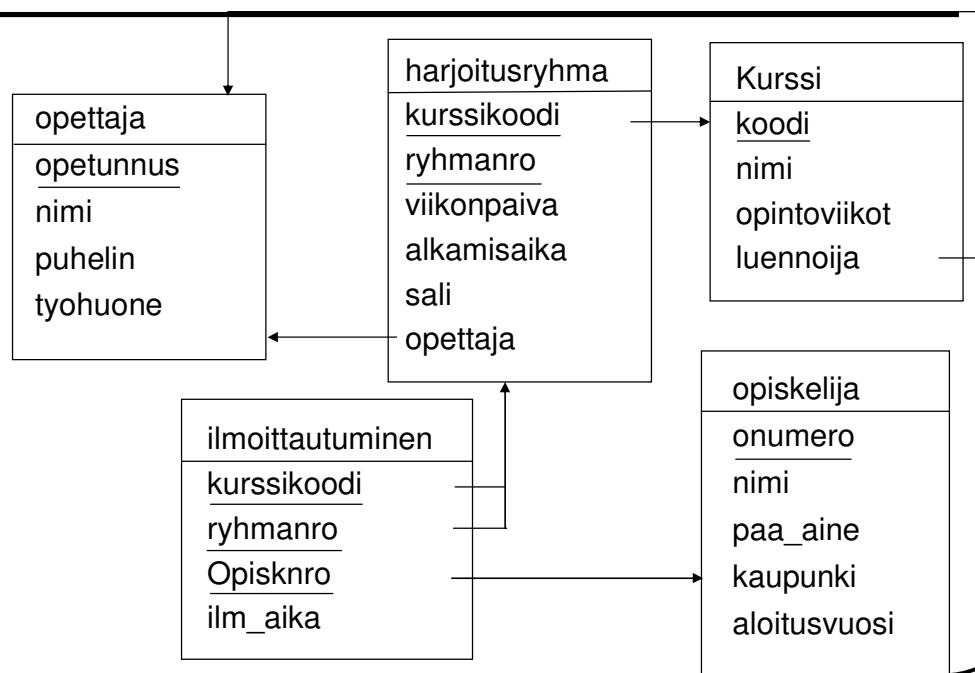 opettaja
opetunnus
nimi
puhelin
tyohuone
harjoitusryhma
kurssikoodi
ryhmanro
viikonpaiva
alkamisaika
sali
opettaja
Kurssi
koodi
nimi
opintoviikot
luennoija
ilmoittautuminen
kurssikoodi
ryhmanro
Opisknro
ilm_aika
opiskelija
onumero
nimi
paa_aine
kaupunki
aloitusvuosi